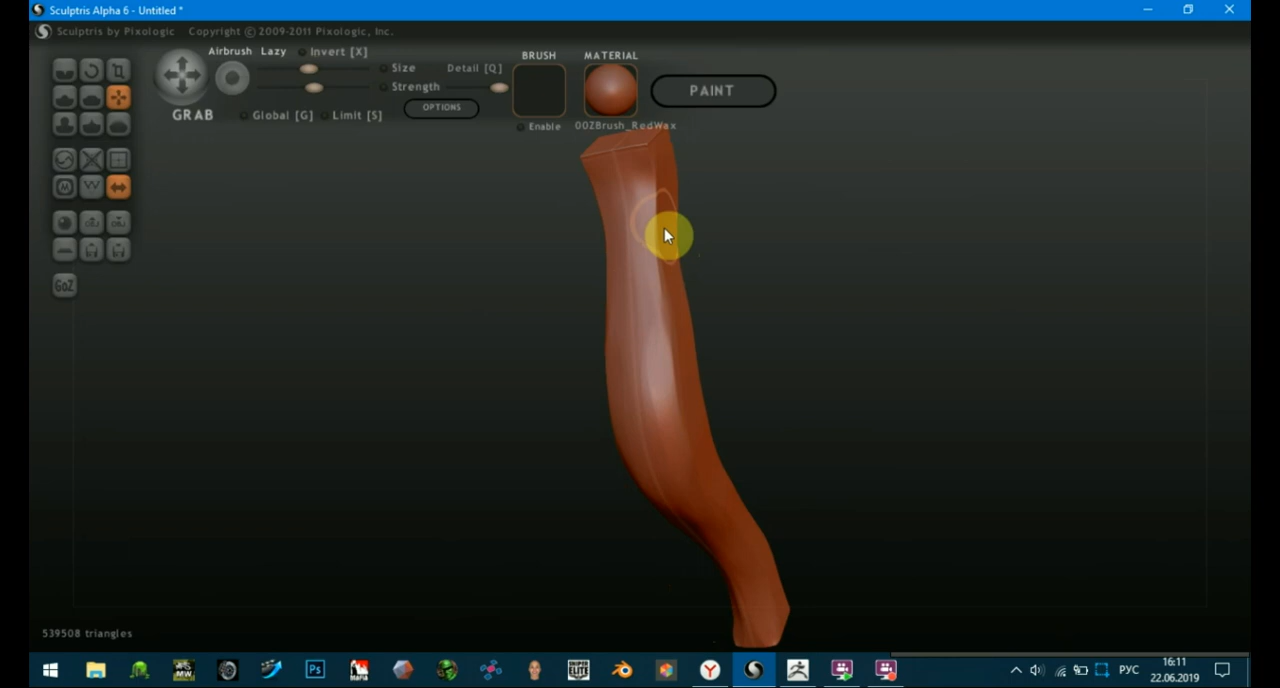 Sculptris Alpha 6 - Untitled *
Sculptris by Pixologic Copyright © 2009-2011 Pixologic, Inc.
Airbrush Lazy Invert [X]
BRUSH MATERIAL
Size Detail [Q]
Strength
PAINT
OPTIONS
GRAB Global [G] Limit [S]
Enable 00ZBrush_RedWax
GoZ
539508 triangles
Ps
РУС
16:11
22.06.2019